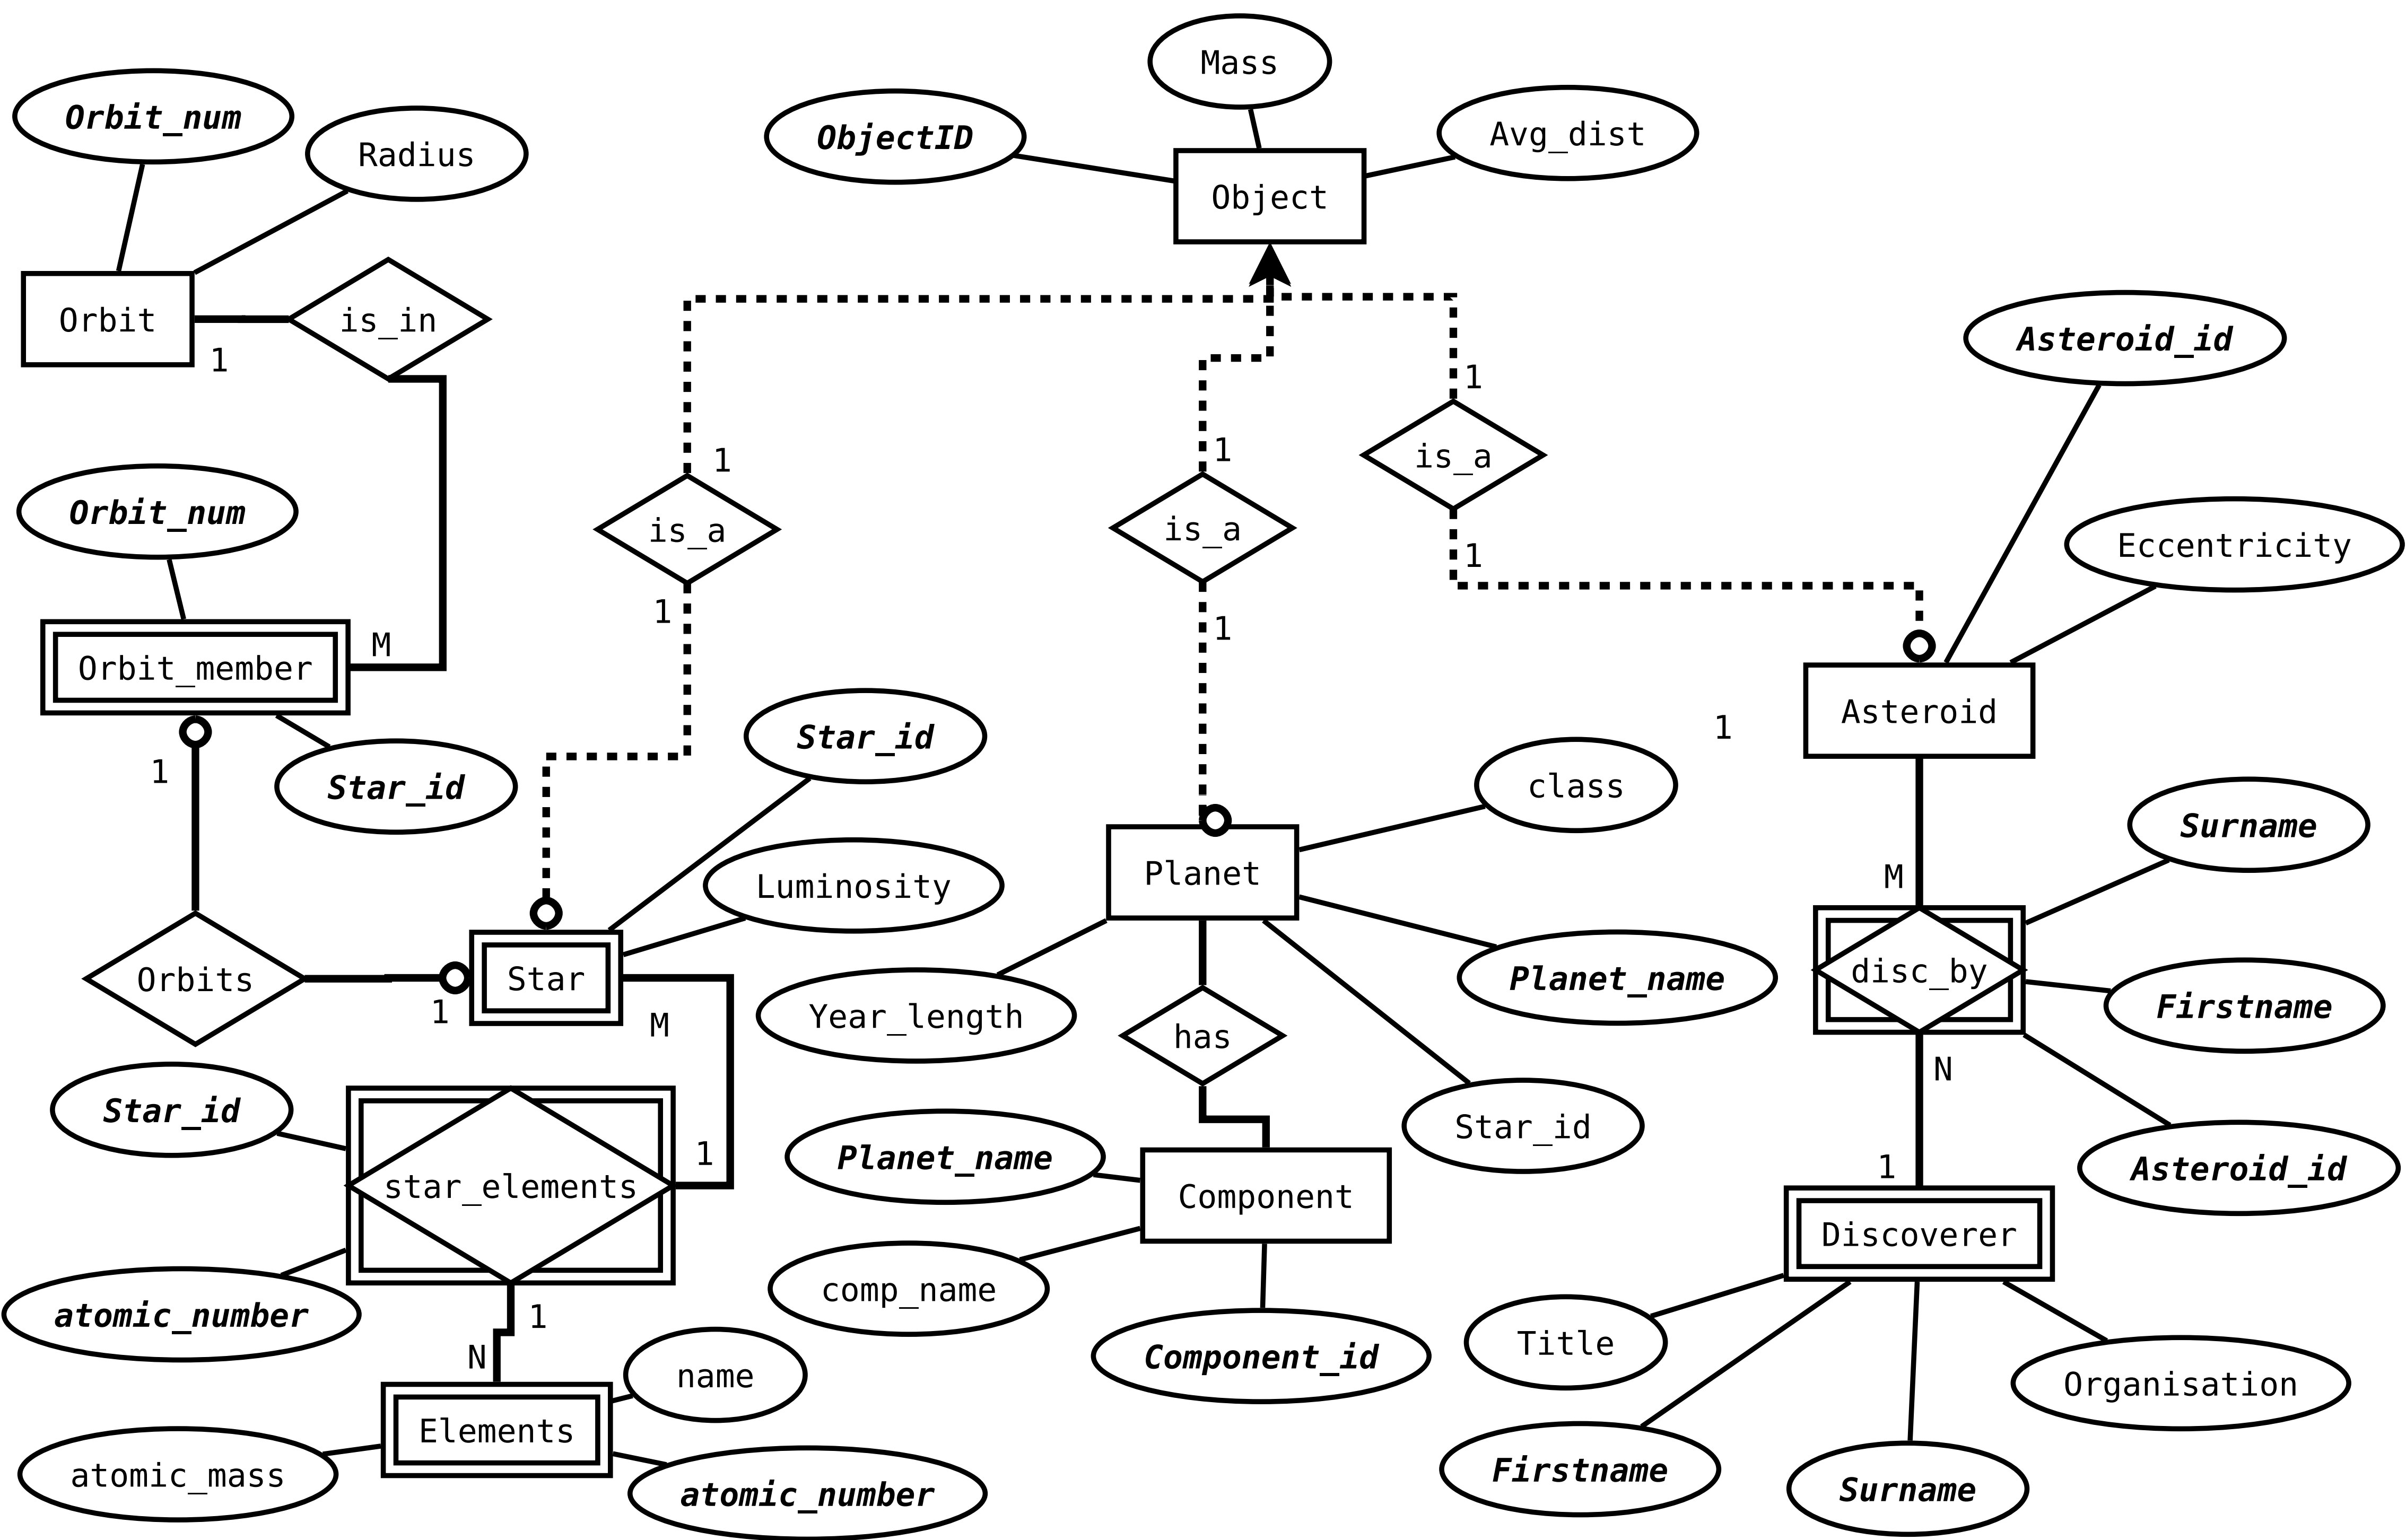 Mass
Orbit_num
ObjectID
Avg_dist
Radius
Object
Orbit
is_in
1
Asteroid_id
1
is_a
1
1
Orbit_num
is_a
is_a
Eccentricity
1
1
1
M
Orbit_member
Asteroid
1
Star_id
1
Star_id
class
Surname
Luminosity
Planet
M
Orbits
Star
Planet_name
disc_by
1
M
Year_length
has
Firstname
N
Star_id
Star_id
1
Planet_name
1
Asteroid_id
star_elements
Component
Discoverer
atomic_number
1
comp_name
N
name
Component_id
Title
Organisation
Elements
atomic_mass
atomic_number
Firstname
Surname